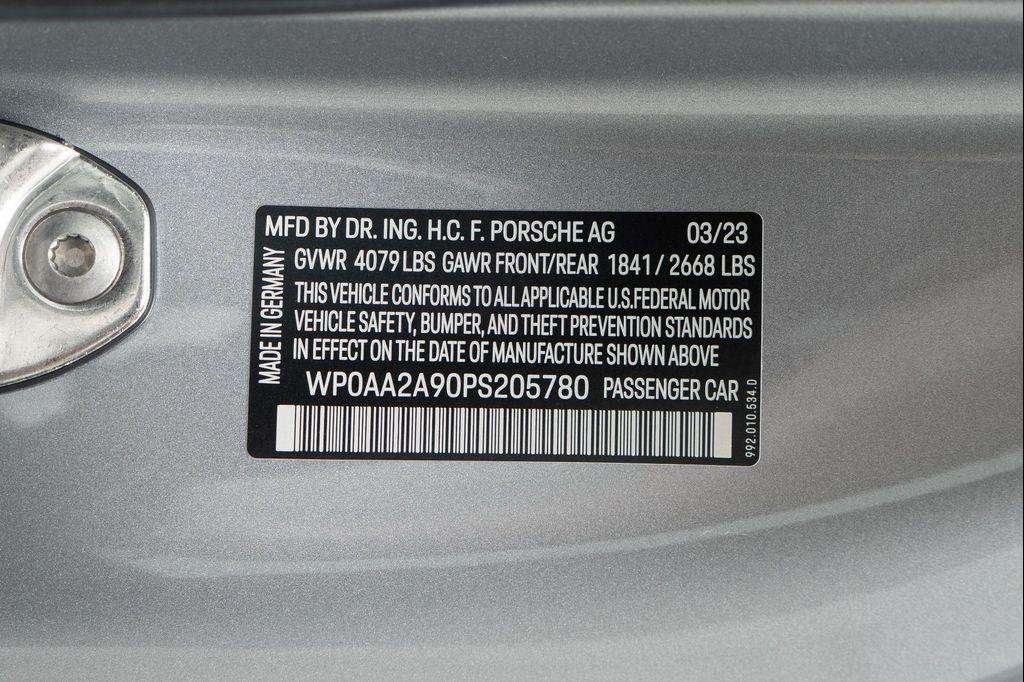 MFD BY DR. ING. H.C. F. PORSCHE AG 03/23
GVWR 4079 LBS GAWR FRONT/REAR 1841 / 2668 LBS
THIS VEHICLE CONFORMS TO ALL APPLICABLE U.S.FEDERAL MOTOR
VEHICLE SAFETY, BUMPER, AND THEFT PREVENTION STANDARDS
IN EFFECT ON THE DATE OF MANUFACTURE SHOWN ABOVE
WP0AA2A90PS205780 PASSENGER CAR
MADE IN GERMANY
992.010.534.D